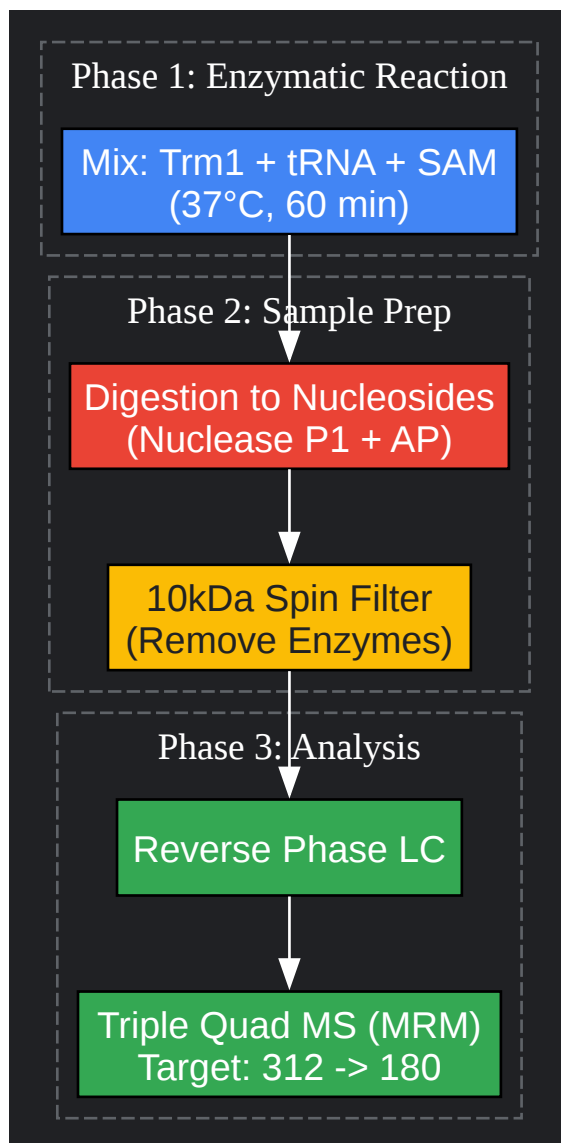 Phase 1: Enzymatic Reaction
Mix: Trm1 + tRNA + SAM
(37°C, 60 min)
Phase 2: Sample Prep
Digestion to Nucleosides
(Nuclease P1 + AP)
10kDa Spin Filter
(Remove Enzymes)
Phase 3: Analysis
Reverse Phase LC
Triple Quad MS (MRM)
Target: 312 -> 180